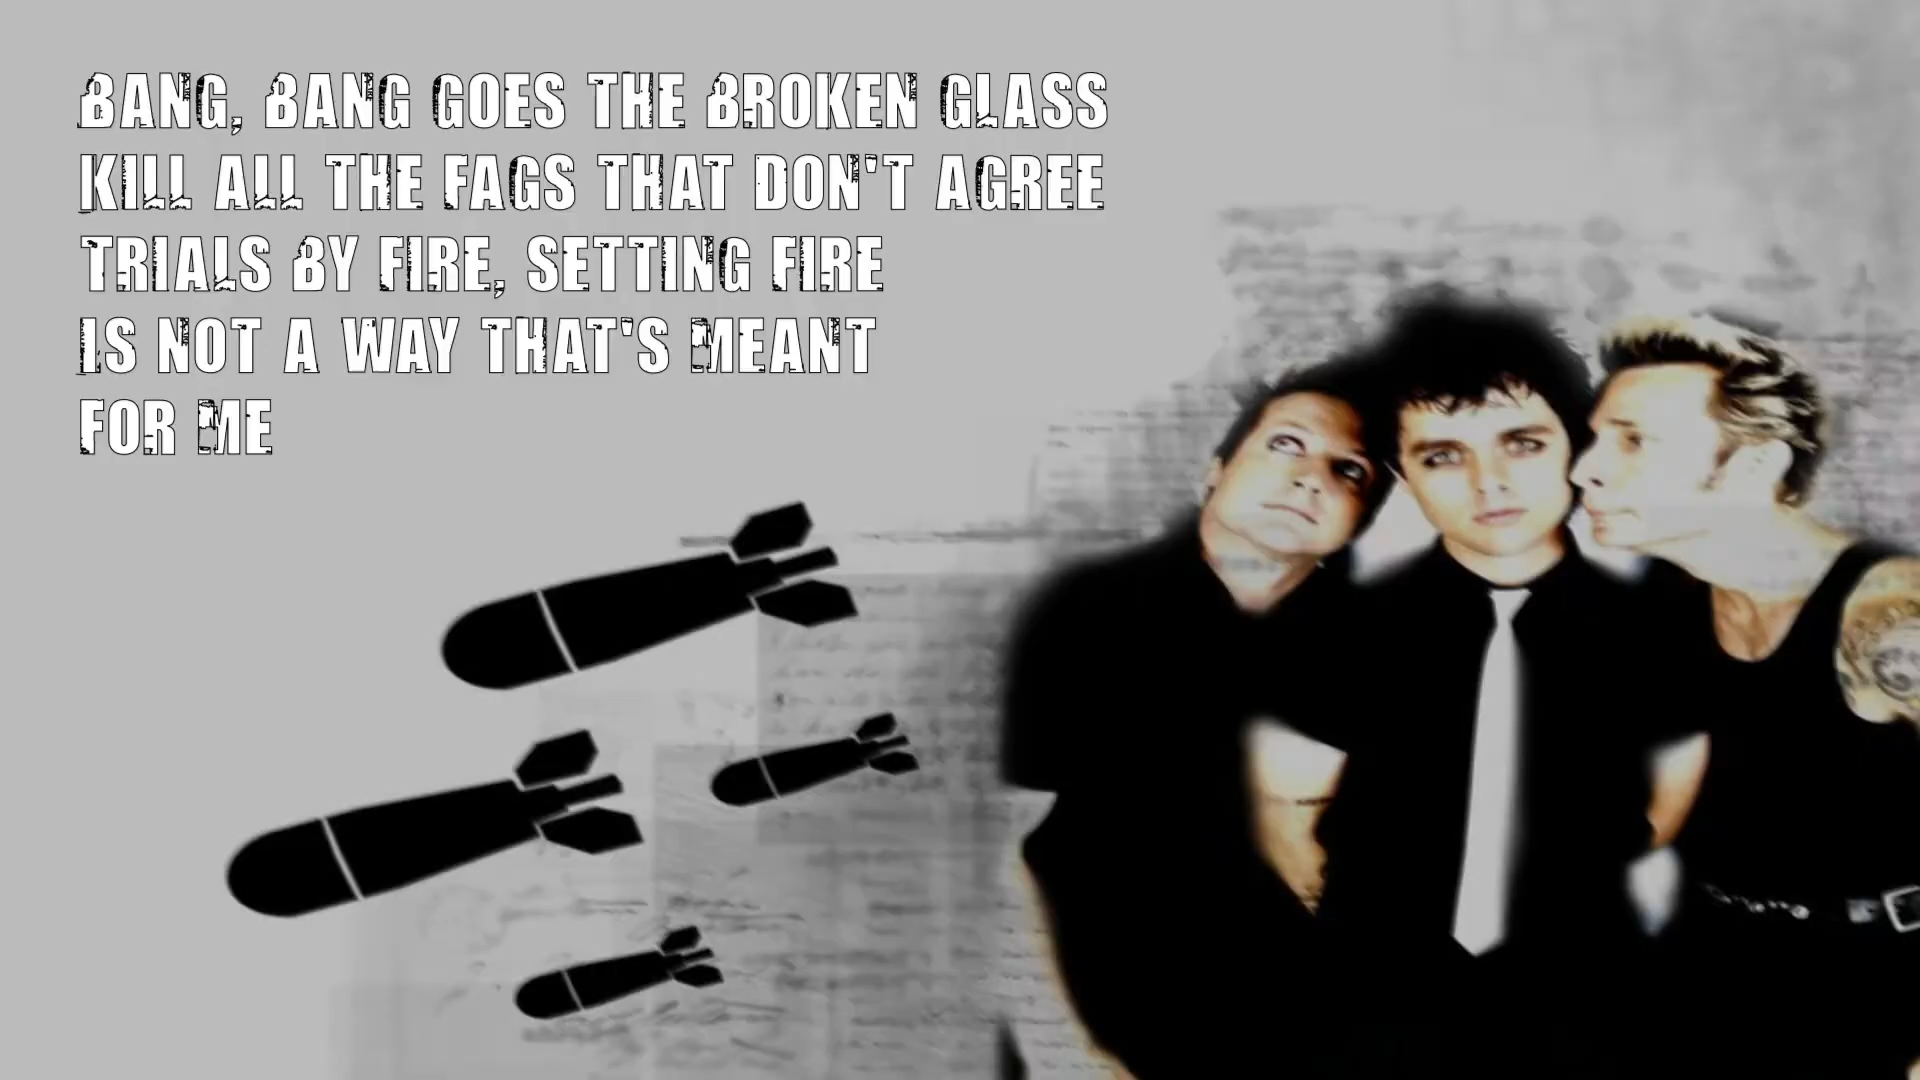 BANG, BANG GOES THE BROKEN GLASS
KILL ALL THE FAGS THAT DON'T AGREE
TRIALS BY FIRE, SETTING FIRE
IS NOT A WAY THAT'S MEANT
FOR ME